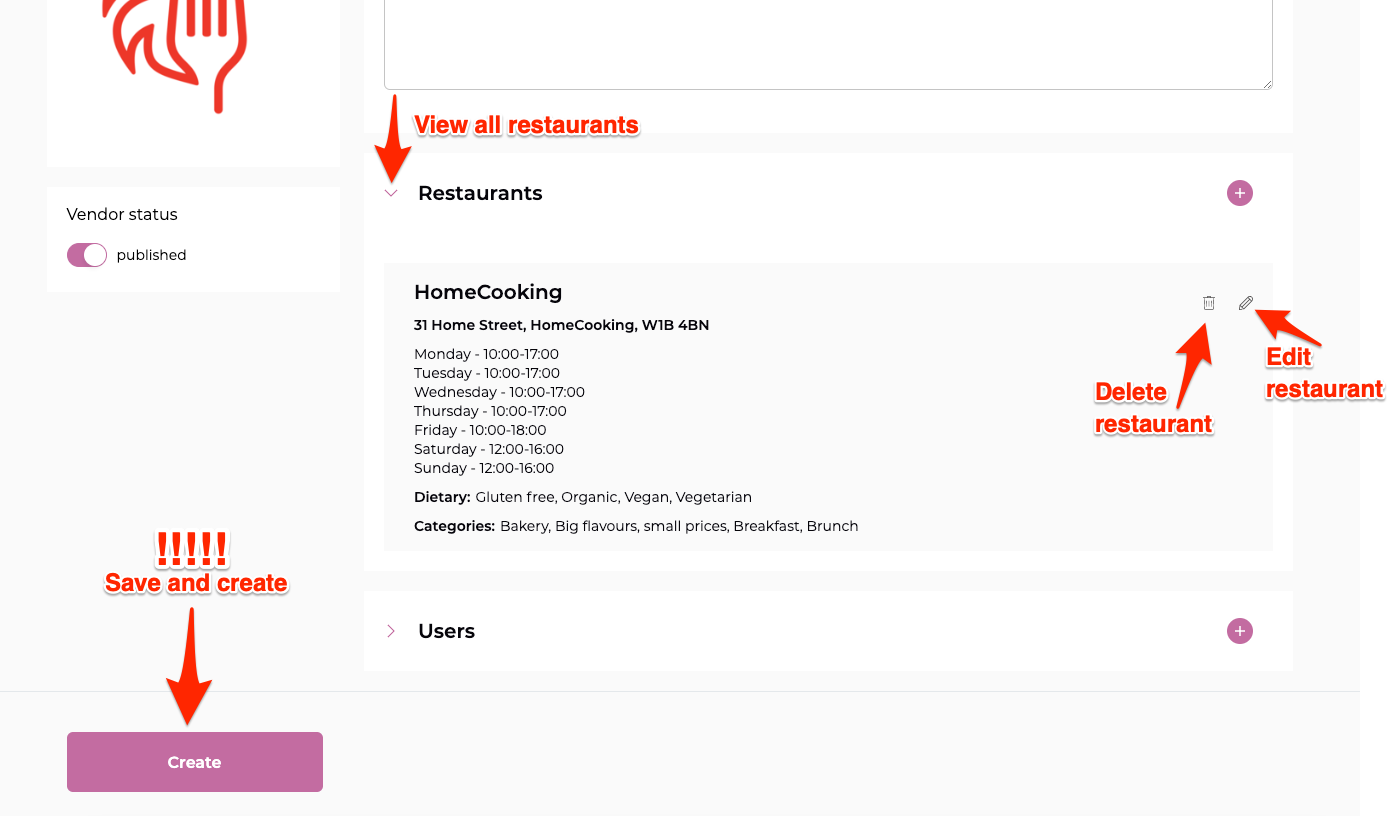 View all restaurants
Restaurants
Vendor status
published
HomeCooking
31 Home Street, HomeCooking, W1B 4BN
Monday - 10:00-17:00
Tuesday - 10:00-17:00
Wednesday - 10:00-17:00
Thursday - 10:00-17:00
Friday - 10:00-18:00
Saturday - 12:00-16:00
Sunday - 12:00-16:00
Dietary: Gluten free, Organic, Vegan, Vegetarian
Categories: Bakery, Big flavours, small prices, Breakfast, Brunch
Edit
restaurant
Delete
restaurant
!!!!!
Save and create
Users
Create